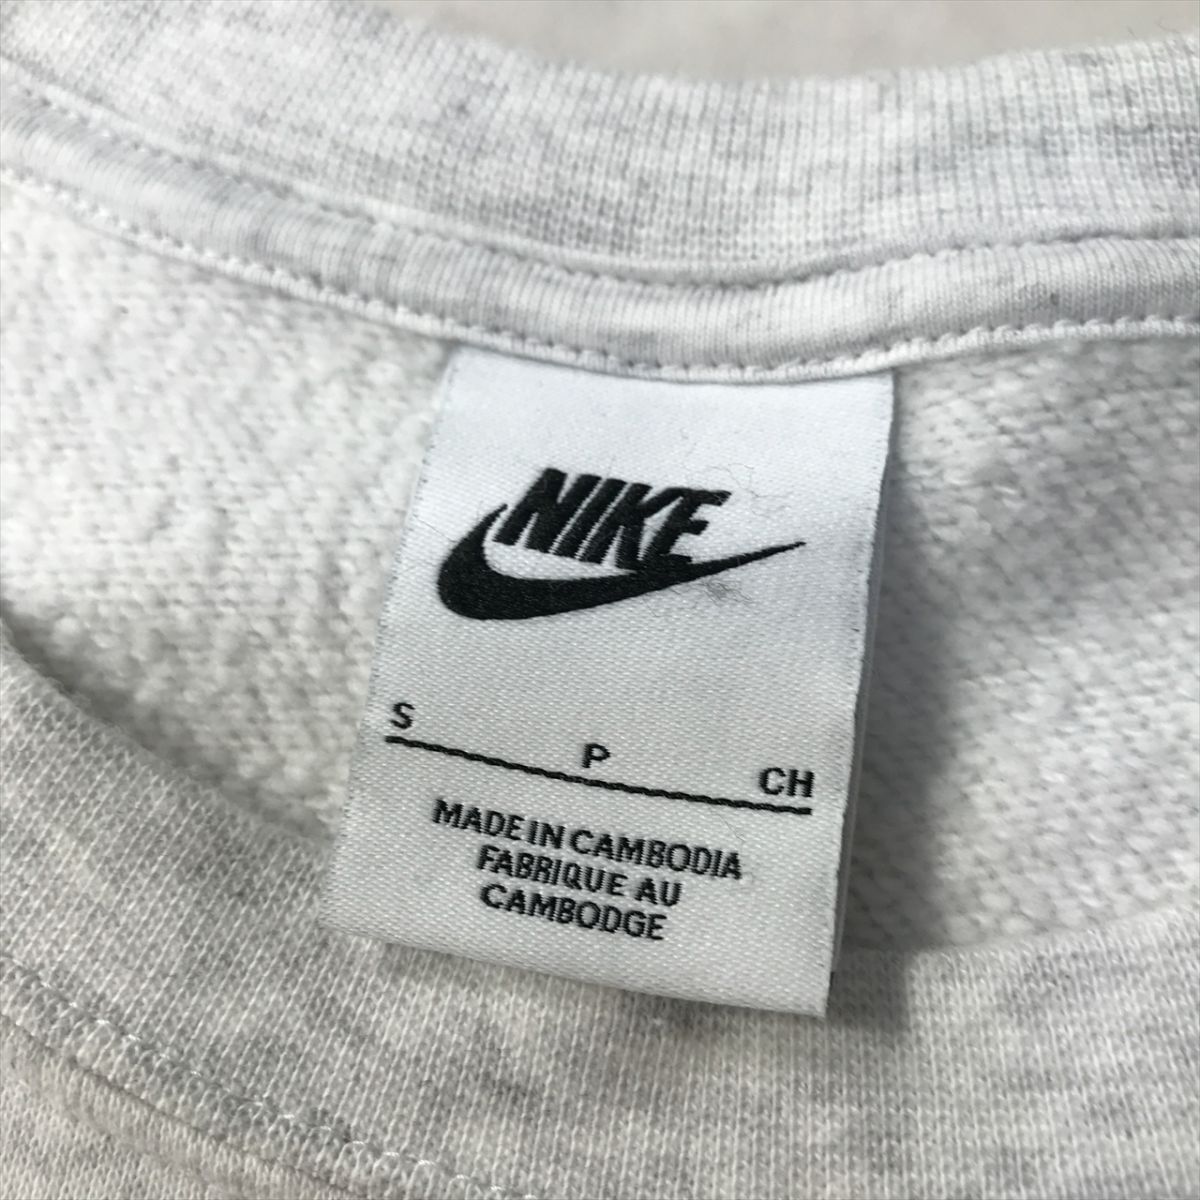 NIKE
S P CH
MADE IN CAMBODIA
FABRIQUE AU
CAMBODGE